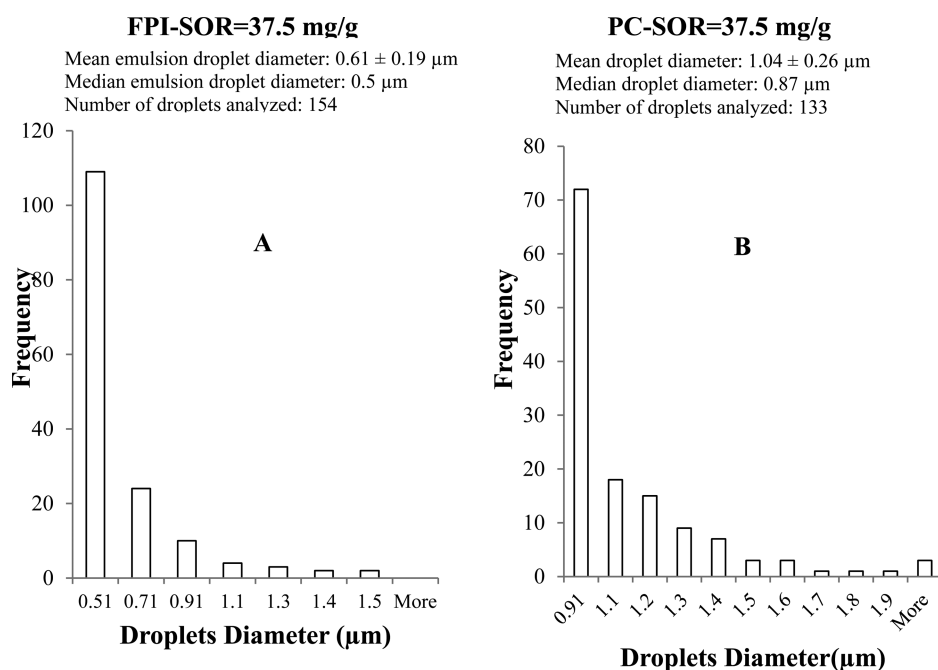 FPI-SOR=37.5 mg/g
Mean emulsion droplet diameter: 0.61 ± 0.19 µm
Median emulsion droplet diameter: 0.5 µm
Number of droplets analyzed: 154
120
100
80
60
40
20
0
Frequency
A
0.51 0.71 0.91 1.1 1.3 1.4 1.5 More
Droplets Diameter (µm)
PC-SOR=37.5 mg/g
Mean droplet diameter: 1.04 ± 0.26 µm
Median droplet diameter: 0.87 µm
Number of droplets analyzed: 133
80
70
60
50
40
30
20
10
0
Frequency
B
0.91 1.1 1.2 1.3 1.4 1.5 1.6 1.7 1.8 1.9 More
Droplets Diameter(µm)